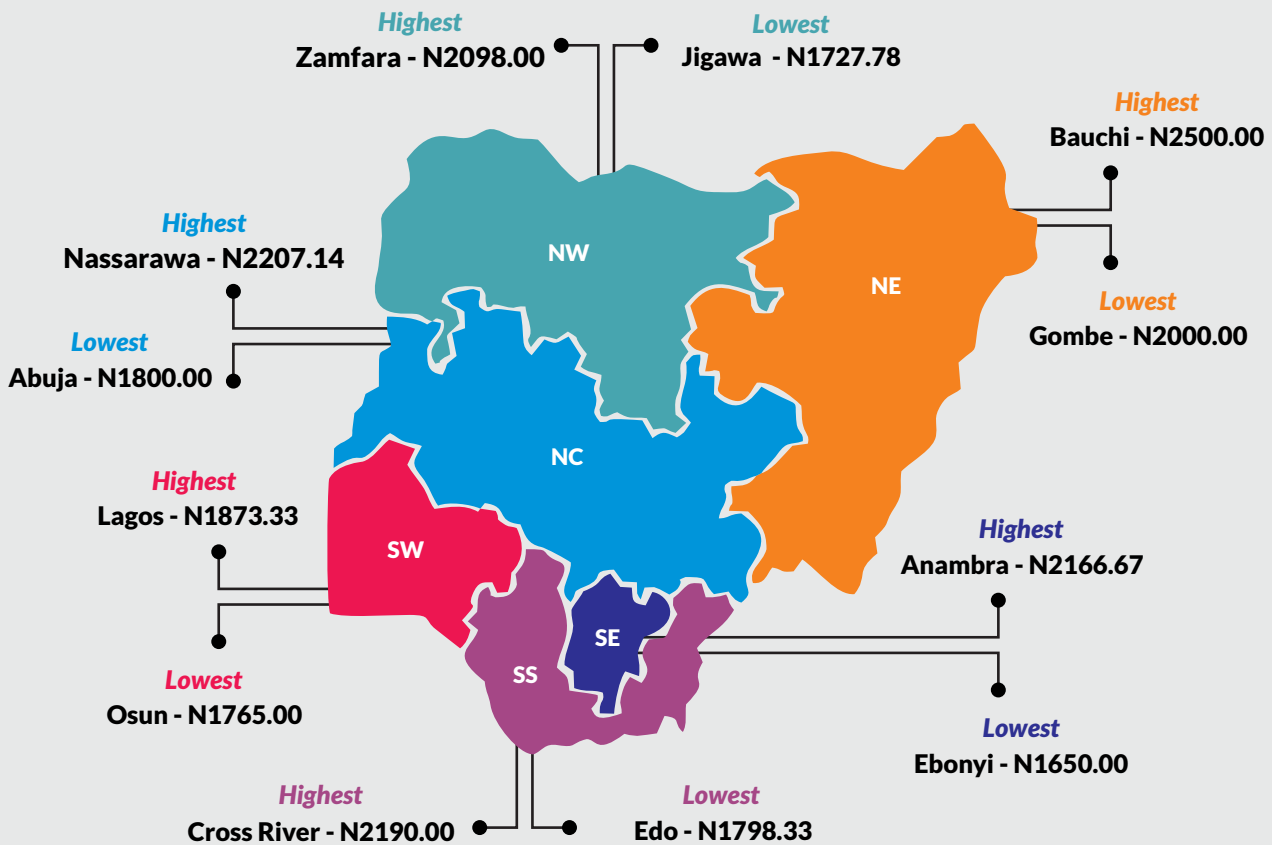 Highest
Zamfara - N2098.00
Lowest
Jigawa - N1727.78
Highest
Bauchi - N2500.00
Highest
Nassarawa - N2207.14
NW
NE
Lowest
Gombe - N2000.00
Lowest
Abuja - N1800.00
NC
Highest
Lagos - N1873.33
SW
Highest
Anambra - N2166.67
SE
SS
Lowest
Osun - N1765.00
Lowest
Ebonyi - N1650.00
Highest
Cross River - N2190.00
Lowest
Edo - N1798.33